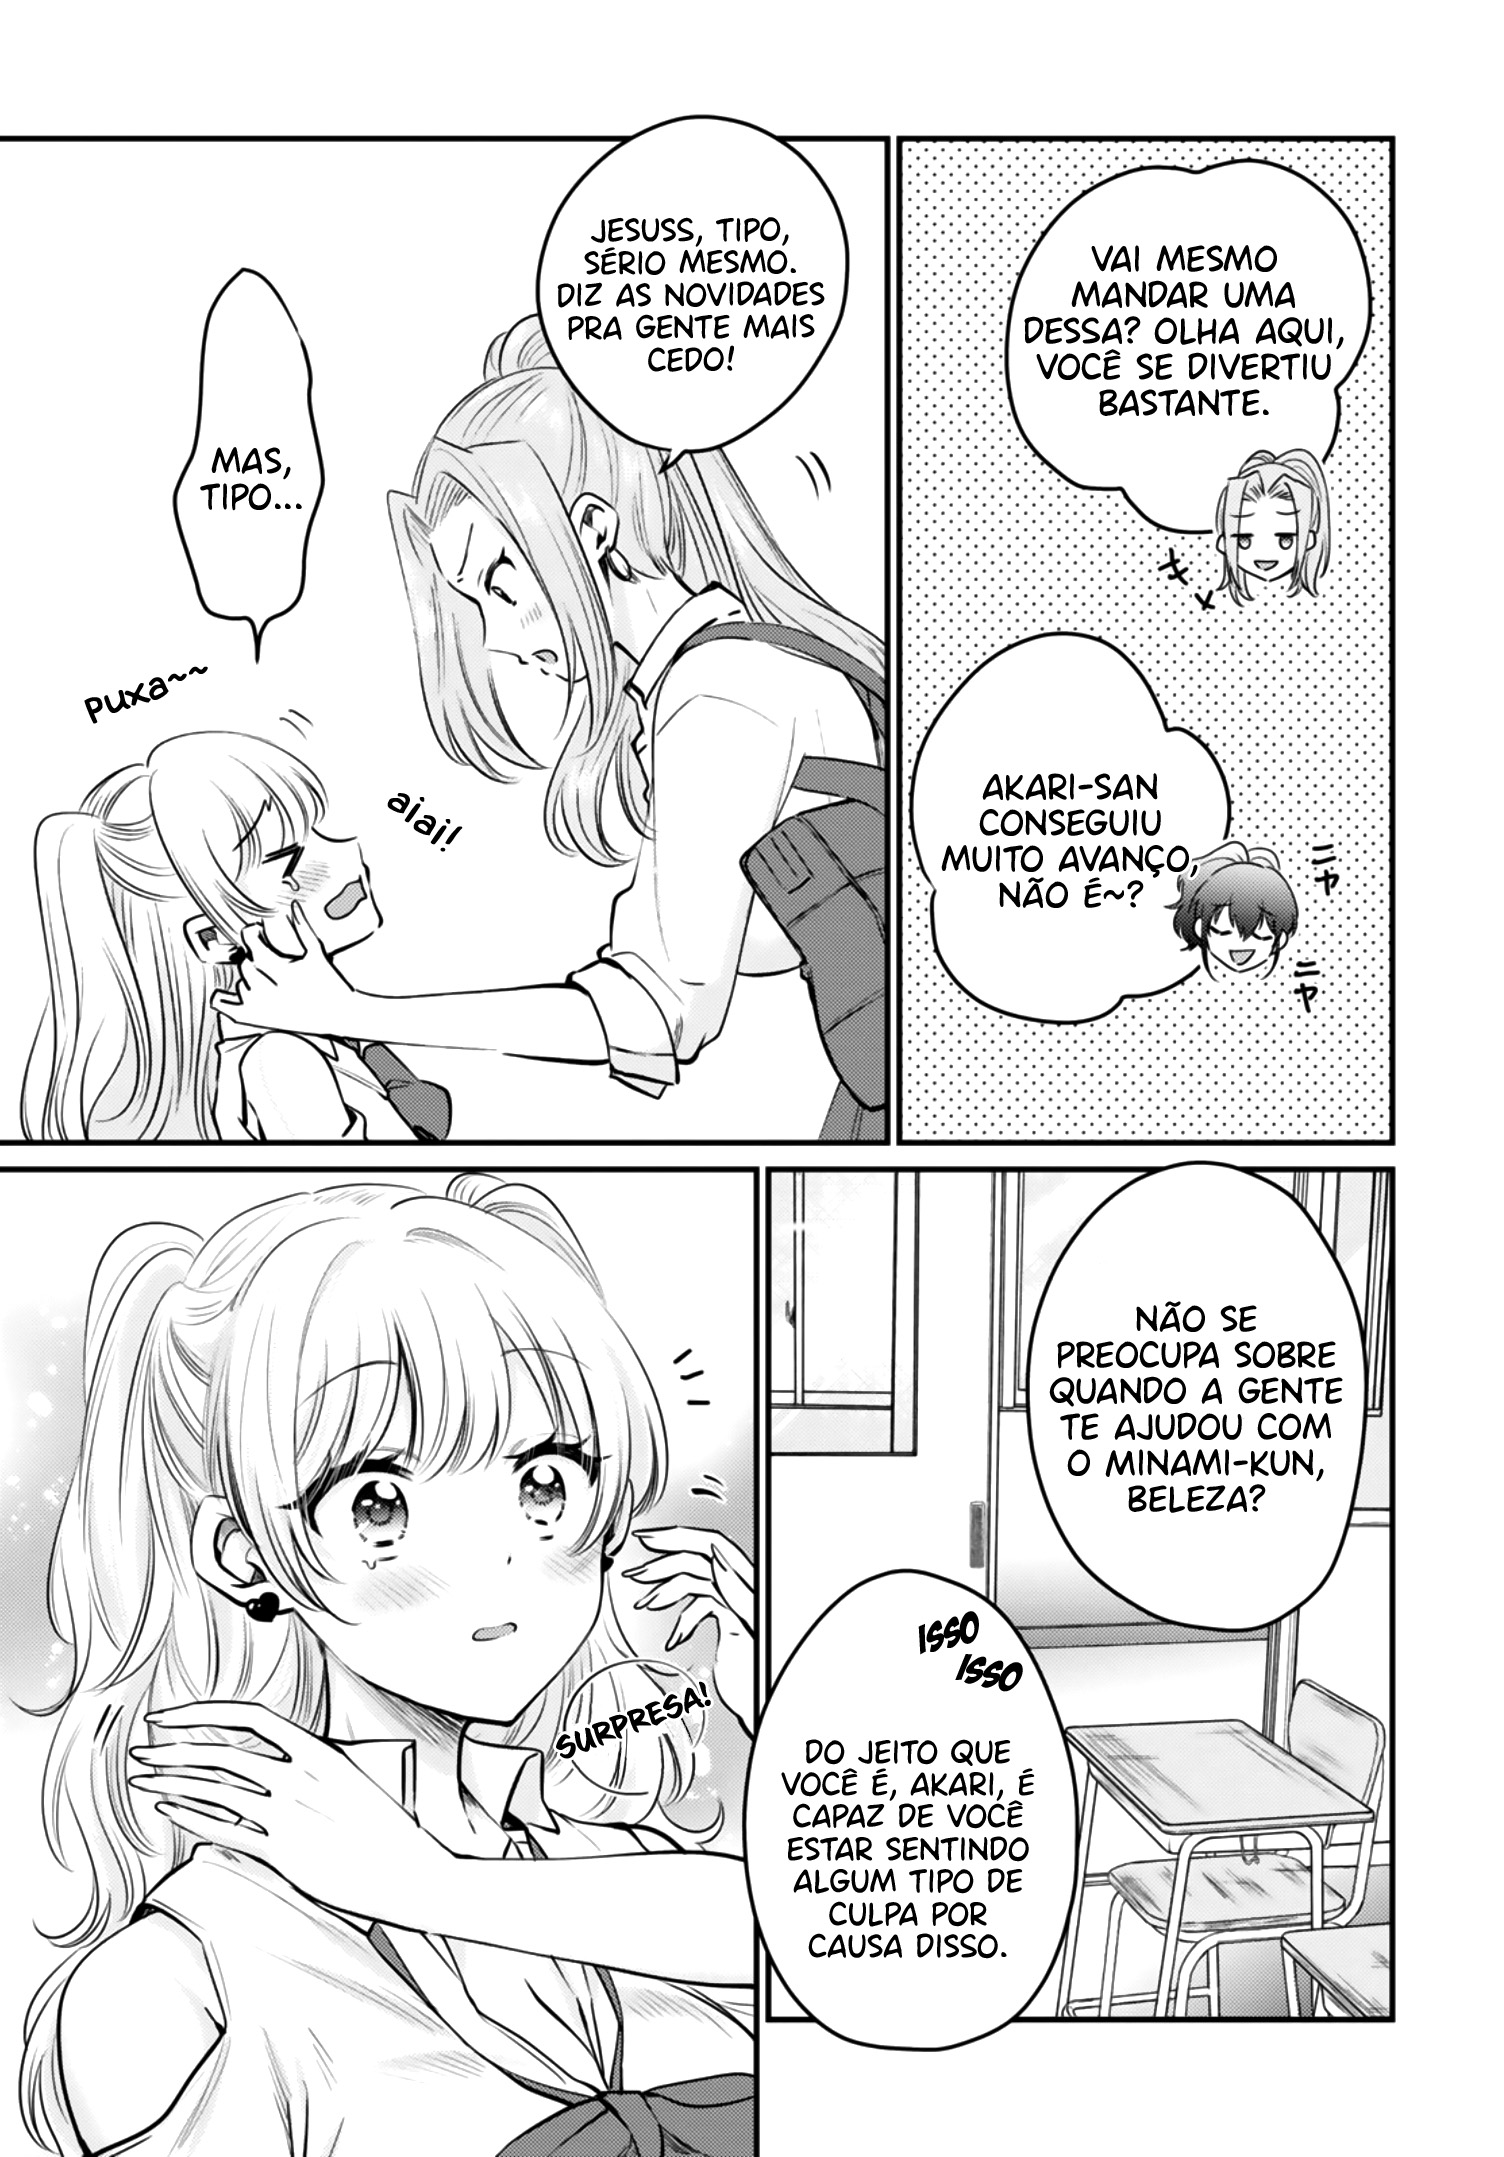 VAI MESMO
MANDAR UMA
DESSA? OLHA AQUI,
VOCÊ SE DIVERTIU
BASTANTE.
AKARI-SAN
CONSEGUIU
MUITO AVANÇO,
NÃO É~?
ニヤ
ニヤ
JESUSS, TIPO,
SÉRIO MESMO.
DIZ AS NOVIDADES
PRA GENTE MAIS
CEDO!
MAS,
TIPO...
puxa~~
aiai!
NÃO SE
PREOCUPA SOBRE
QUANDO A GENTE
TE AJUDOU COM
O MINAMI-KUN,
BELEZA?
ISSO
ISSO
DO JEITO QUE
VOCÊ É, AKARI, É
CAPAZ DE VOCÊ
ESTAR SENTINDO
ALGUM TIPO DE
CULPA POR
CAUSA DISSO.
SURPRESA!